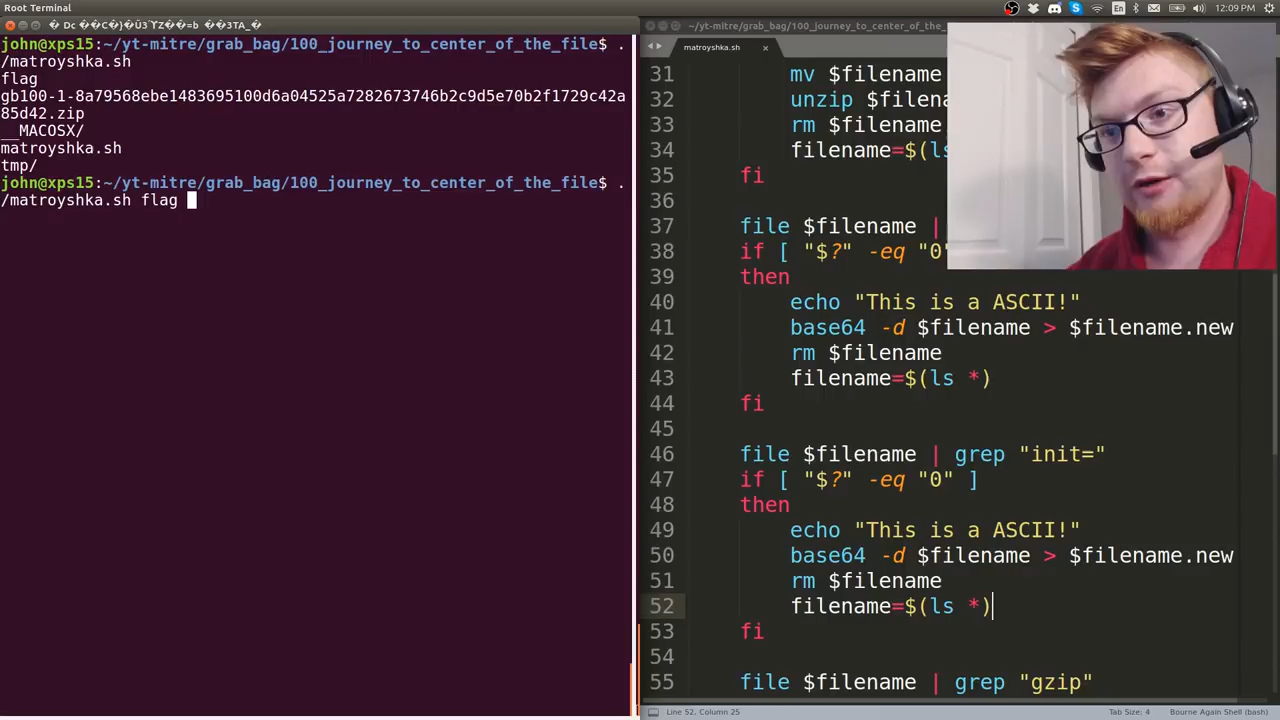 Root Terminal
En
12:09 PM
john@xps15:~/yt-mitre/grab_bag/100_journey_to_center_of_the_file$ .
/matroyshka.sh
flag
gb100-1-8a79568ebe1483695100d6a04525a7282673746b2c9d5e70b2f1729c42a
85d42.zip
__MACOSX/
matroyshka.sh
tmp/
john@xps15:~/yt-mitre/grab_bag/100_journey_to_center_of_the_file$ .
/matroyshka.sh flag
~/yt-mitre/grab_bag/100_journey_to_center_of_the
matroyshka.sh
31 mv $filename
32 unzip $filena
33 rm $filename.
34 filename=$(ls
35 fi
36
37 file $filename |
38 if [ "$?" -eq "0"
39 then
40 echo "This is a ASCII!"
41 base64 -d $filename > $filename.new
42 rm $filename
43 filename=$(ls *)
44 fi
45
46 file $filename | grep "init="
47 if [ "$?" -eq "0" ]
48 then
49 echo "This is a ASCII!"
50 base64 -d $filename > $filename.new
51 rm $filename
52 filename=$(ls *)
53 fi
54
55 file $filename | grep "gzip"
Line 52, Column 25
Tab Size: 4
Bourne Again Shell (bash)